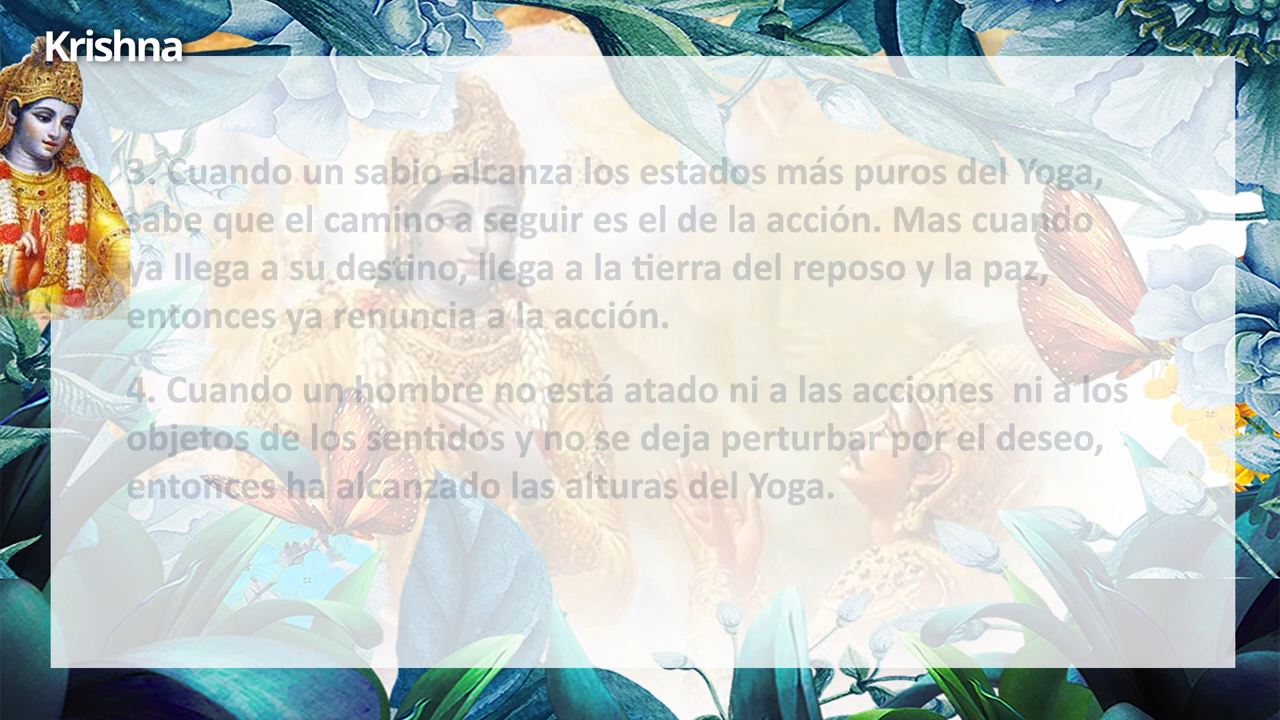 Krishna
3. Cuando un sabio alcanza los estados más puros del Yoga,
sabe que el camino a seguir es el de la acción. Mas cuando
ya llega a su destino, llega a la tierra del reposo y la paz,
entonces ya renuncia a la acción.
4. Cuando un hombre no está atado ni a las acciones  ni a los
objetos de los sentidos y no se deja perturbar por el deseo,
entonces ha alcanzado las alturas del Yoga.